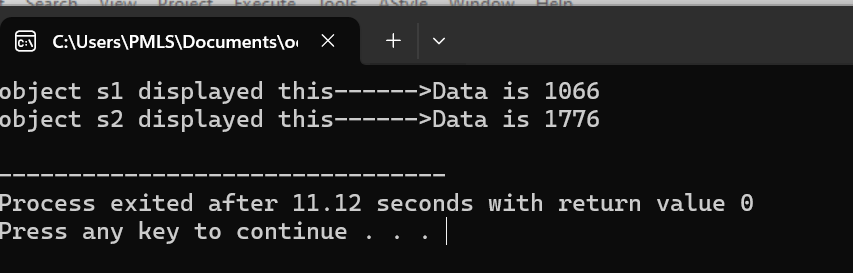 Search View Project Execute Tools AStyle Window Help
C:\Users\PMLS\Documents\o
object s1 displayed this------>Data is 1066
object s2 displayed this------>Data is 1776
--------------------------------
Process exited after 11.12 seconds with return value 0
Press any key to continue . . .